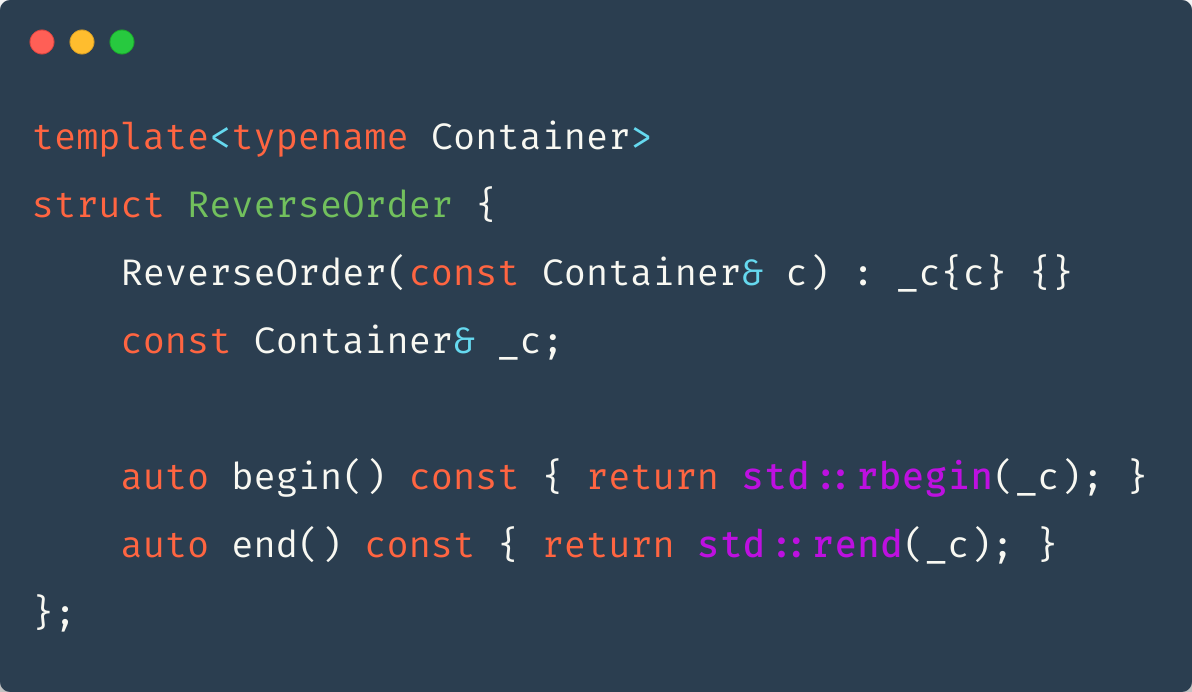 template<typename Container>
struct ReverseOrder {
    ReverseOrder(const Container& c) : _c{c} {}
    const Container& _c;

    auto begin() const { return std::rbegin(_c); }
    auto end() const { return std::rend(_c); }
};